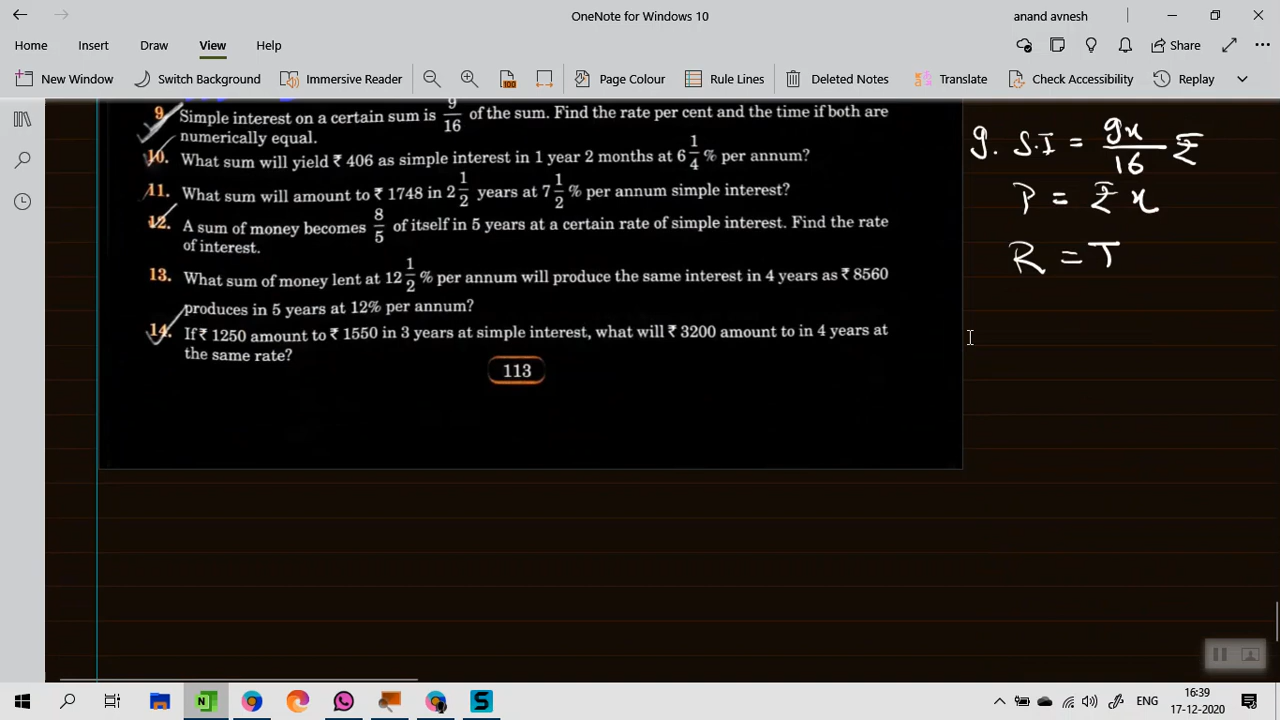 OneNote for Windows 10
anand avnesh
Home Insert Draw View Help
Share
New Window Switch Background Immersive Reader 100 Page Colour Rule Lines Deleted Notes Translate Check Accessibility Replay
9. Simple interest on a certain sum is 9/16 of the sum. Find the rate per cent and the time if both are
numerically equal.
10. What sum will yield ₹ 406 as simple interest in 1 year 2 months at 6 1/4 % per annum?
11. What sum will amount to ₹ 1748 in 2 1/2 years at 7 1/2 % per annum simple interest?
12. A sum of money becomes 8/5 of itself in 5 years at a certain rate of simple interest. Find the rate
of interest.
13. What sum of money lent at 12 1/2 % per annum will produce the same interest in 4 years as ₹ 8560
produces in 5 years at 12% per annum?
14. If ₹ 1250 amount to ₹ 1550 in 3 years at simple interest, what will ₹ 3200 amount to in 4 years at
the same rate?
113
9. S.I = 9x/16 ₹
P = ₹ x
R = T
ENG
16:39
17-12-2020